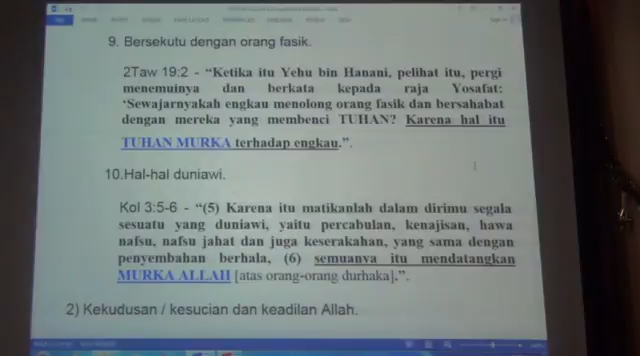 9. Bersekutu dengan orang fasik.
2Taw 19:2 - “Ketika itu Yehu bin Hanani, pelihat itu, pergi
menemuinya dan berkata kepada raja Yosafat:
‘Sewajarnyakah engkau menolong orang fasik dan bersahabat
dengan mereka yang membenci TUHAN? Karena hal itu
TUHAN MURKA terhadap engkau.”.
10.Hal-hal duniawi.
Kol 3:5-6 - “(5) Karena itu matikanlah dalam dirimu segala
sesuatu yang duniawi, yaitu percabulan, kenajisan, hawa
nafsu, nafsu jahat dan juga keserakahan, yang sama dengan
penyembahan berhala, (6) semuanya itu mendatangkan
MURKA ALLAH [atas orang-orang durhaka].”.
2) Kekudusan / kesucian dan keadilan Allah.